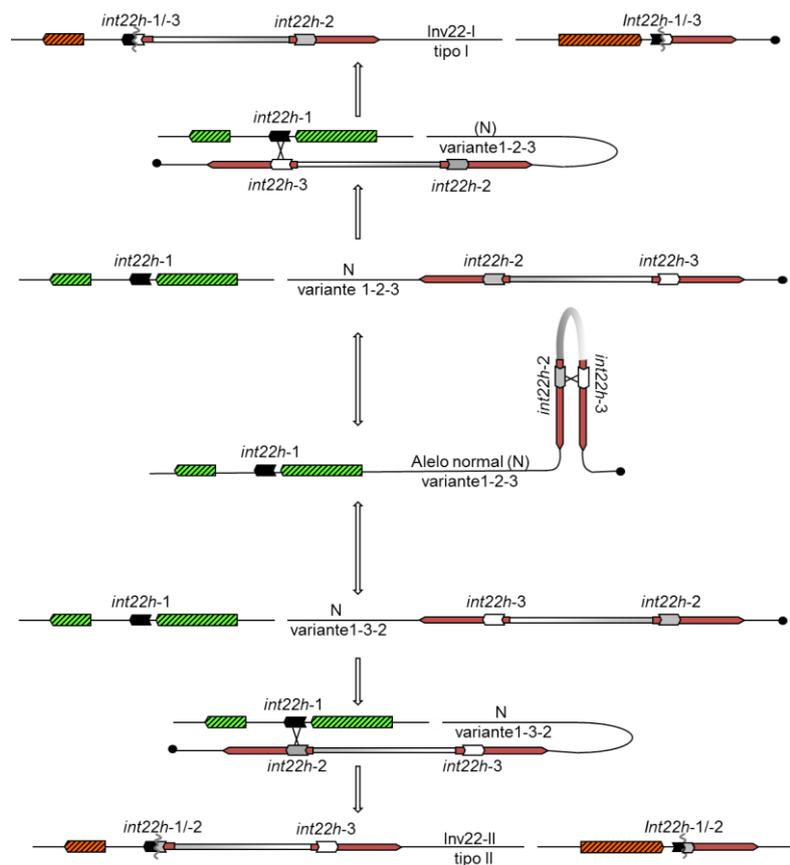 int22h-1/-3
int22h-2
Int22h-1/-3
Inv22-I
tipo I
int22h-1
(N)
variante1-2-3
int22h-3
int22h-2
int22h-1
N
variante 1-2-3
int22h-2
int22h-3
int22h-2
int22h-3
int22h-1
Alelo normal (N)
variante1-2-3
int22h-1
N
variante1-3-2
int22h-3
int22h-2
int22h-1
N
variante1-3-2
int22h-2
int22h-3
int22h-1/-2
int22h-3
Inv22-II
tipo II
Int22h-1/-2